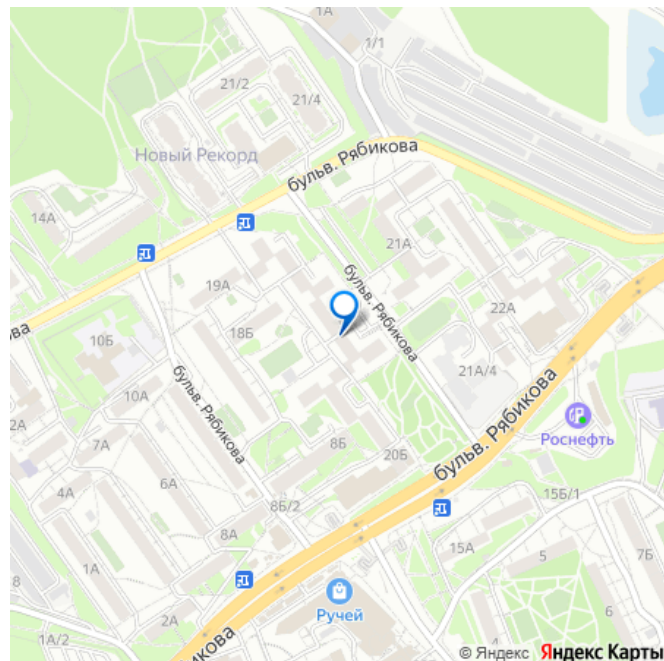 1А
1/1
21/2
21/4
Новый Рекорд
бульв. Рябикова
14А
21А
19А
бульв. Рябикова
22А
ова
10Б
18Б
21А/4
10А
бульв. Рябикова
бульв. Рябикова
Роснефть
2А
7А
8Б
20Б
4А
6А
15Б/1
8Б/2
8А
15А
5
7Б
8
1А
6
2А
Ручей
1А/2
Рябикова
© Яндекс Яндекс Карты